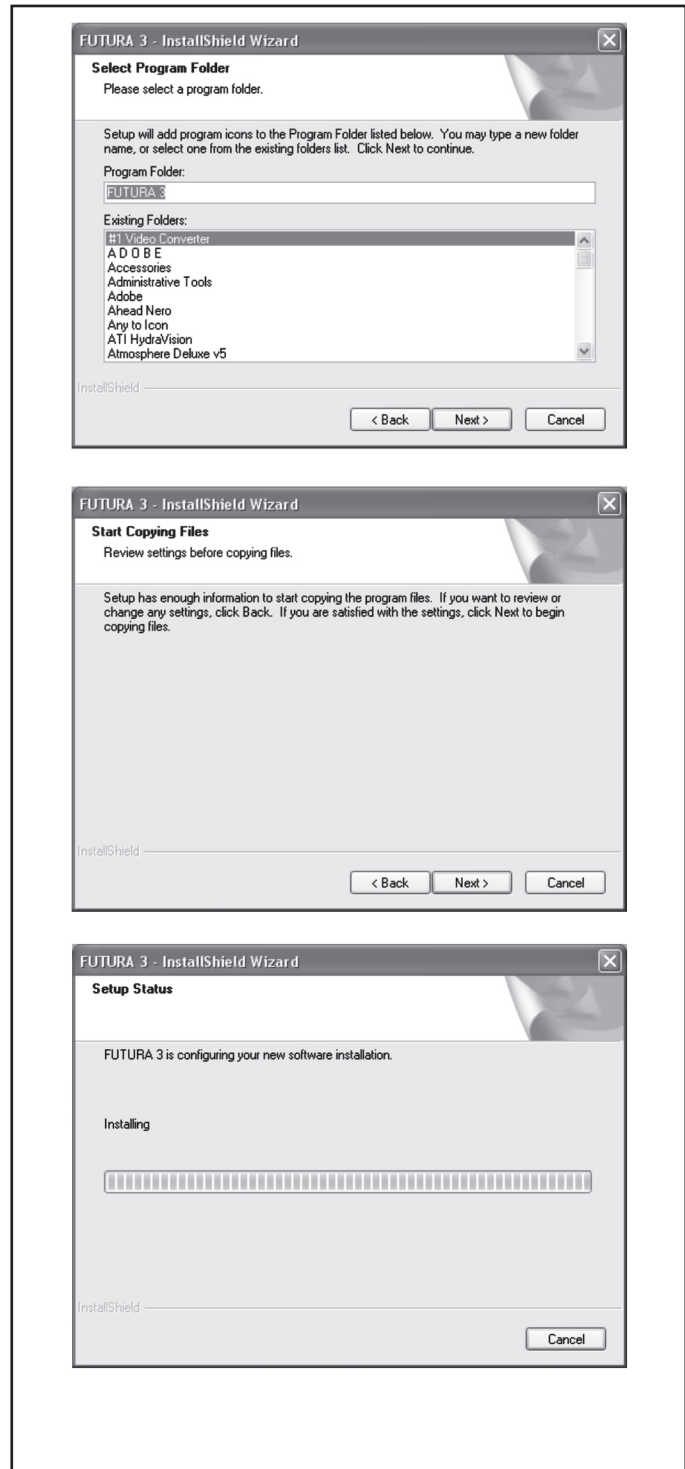 FUTURA 3 - InstallShield Wizard
Select Program Folder
Please select a program folder.
Setup will add program icons to the Program Folder listed below. You may type a new folder
name, or select one from the existing folders list. Click Next to continue.
Program Folder:
FUTURA 3
Existing Folders:
#1 Video Converter
A D O B E
Accessories
Administrative Tools
Adobe
Ahead Nero
Any to Icon
ATI HydraVision
Atmosphere Deluxe v5
InstallShield
< Back Next > Cancel
FUTURA 3 - InstallShield Wizard
Start Copying Files
Review settings before copying files.
Setup has enough information to start copying the program files. If you want to review or
change any settings, click Back. If you are satisfied with the settings, click Next to begin
copying files.
InstallShield
< Back Next > Cancel
FUTURA 3 - InstallShield Wizard
Setup Status
FUTURA 3 is configuring your new software installation.
Installing
InstallShield
Cancel